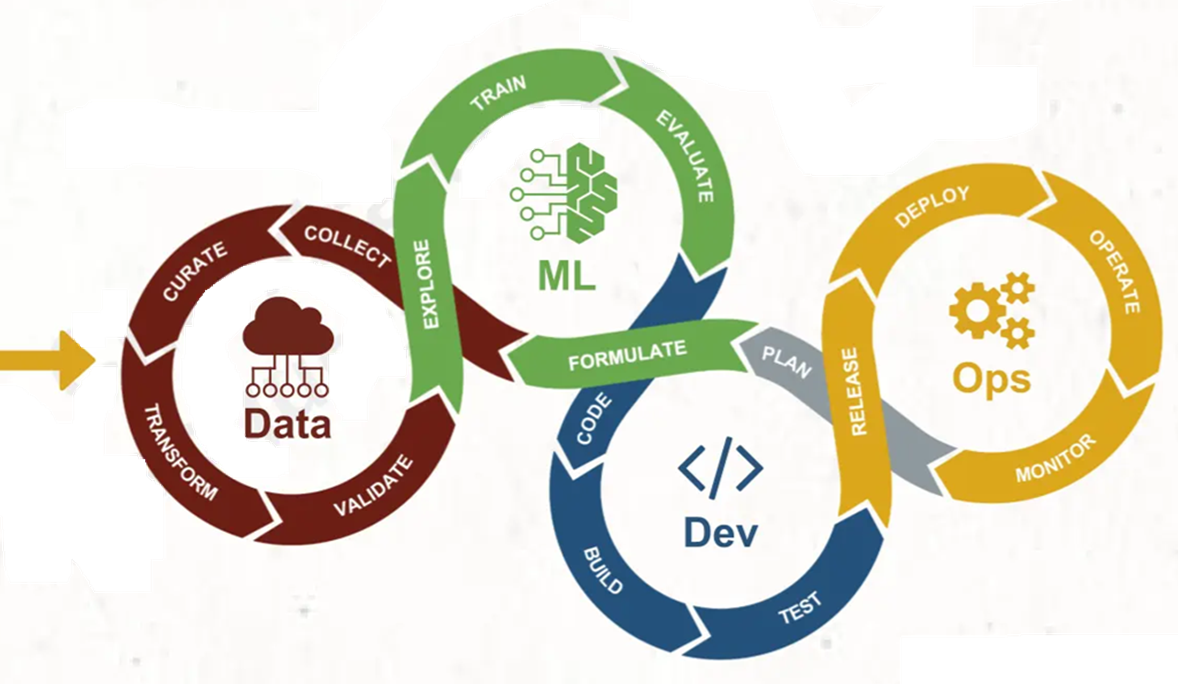 COLLECT
CURATE
TRANSFORM
VALIDATE
Data
EXPLORE
TRAIN
EVALUATE
ML
FORMULATE
CODE
BUILD
TEST
Dev
PLAN
RELEASE
DEPLOY
OPERATE
MONITOR
Ops